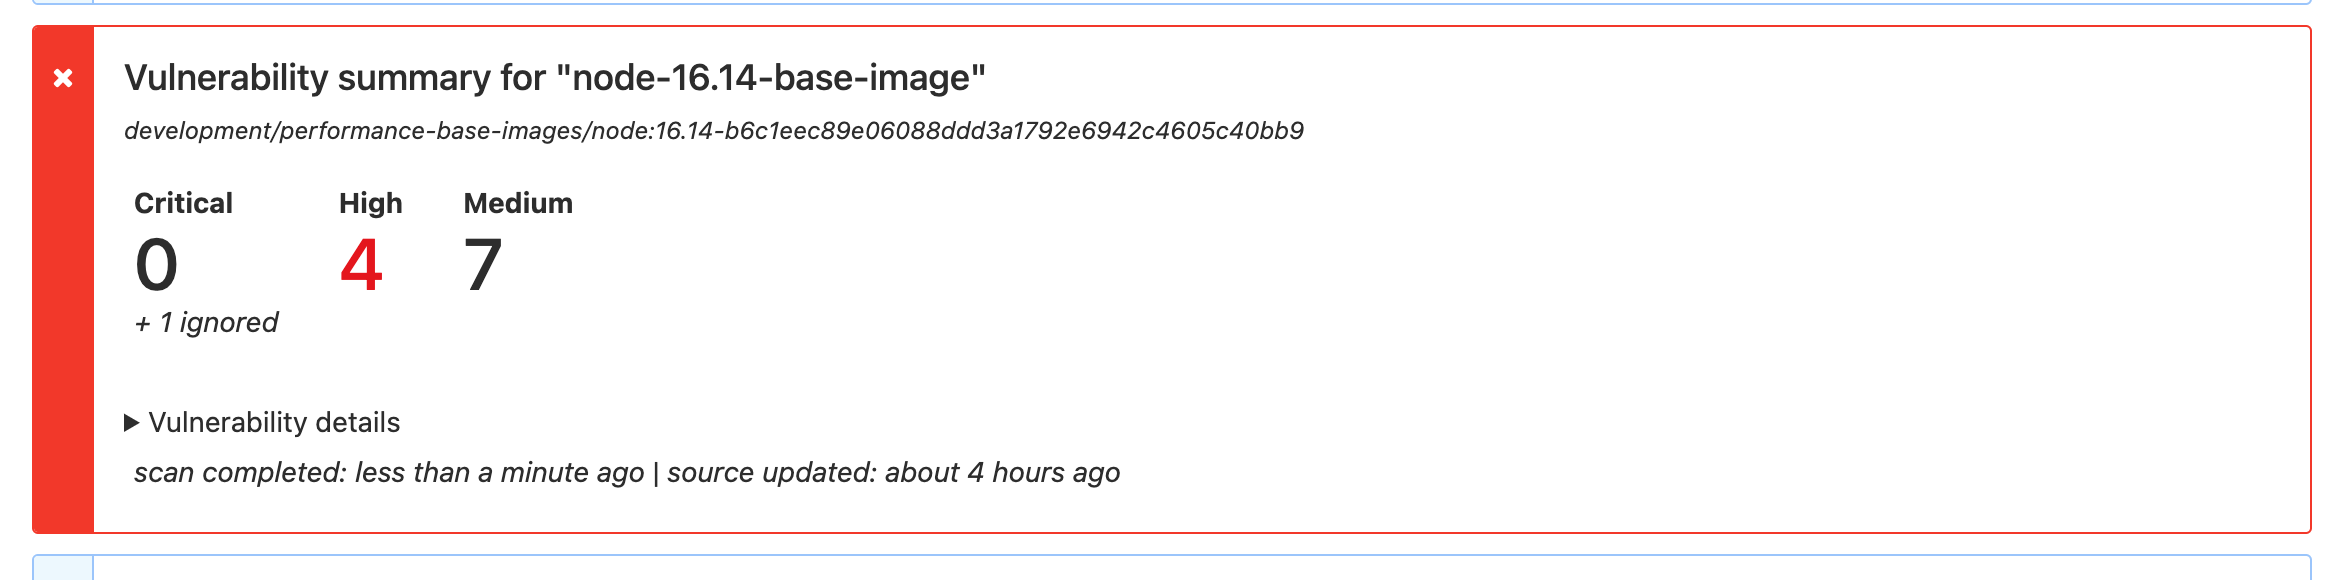 Vulnerability summary for "node-16.14-base-image"
development/performance-base-images/node:16.14-b6c1eec89e06088ddd3a1792e6942c4605c40bb9
Critical High Medium
0 4 7
+ 1 ignored
Vulnerability details
scan completed: less than a minute ago | source updated: about 4 hours ago